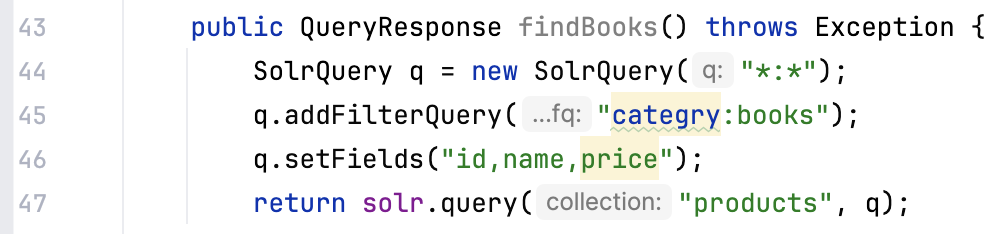 43 public QueryResponse findBooks() throws Exception {
44 SolrQuery q = new SolrQuery( q: "*:*");
45 q.addFilterQuery( ...fq: "categry:books");
46 q.setFields("id,name,price");
47 return solr.query( collection: "products", q);